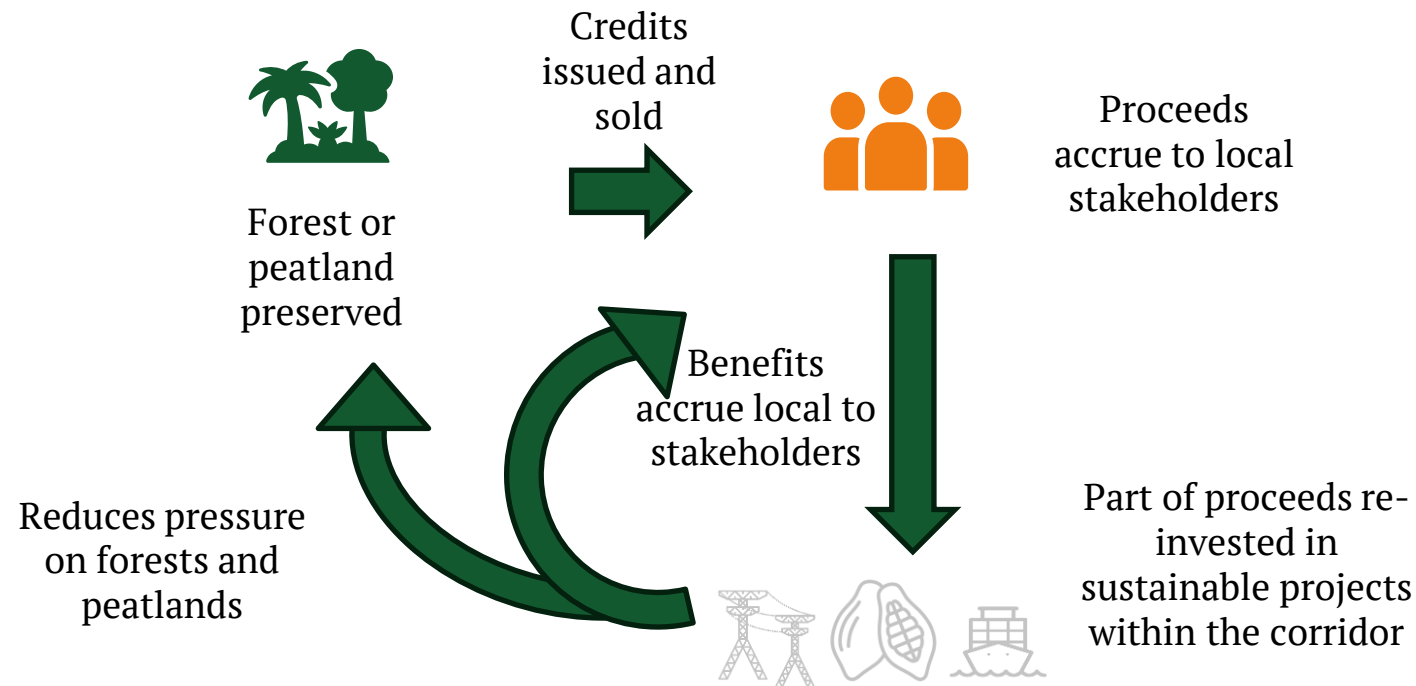 Credits
issued and
sold
Forest or
peatland
preserved
Proceeds
accrue to local
stakeholders
Benefits
accrue local to
stakeholders
Reduces pressure
on forests and
peatlands
Part of proceeds re-
invested in
sustainable projects
within the corridor